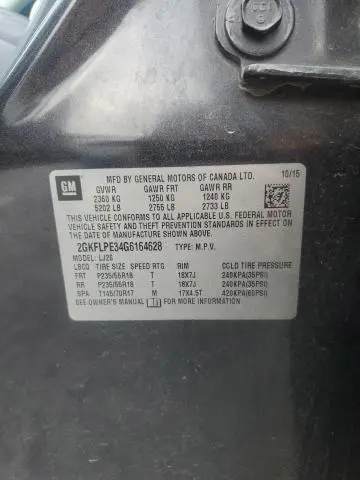 GM
MFD BY GENERAL MOTORS OF CANADA LTD. 10/15
GVWR GAWR FRT GAWR RR
2360 KG 1250 KG 1240 KG
5202 LB 2756 LB 2733 LB
THIS VEHICLE CONFORMS TO ALL APPLICABLE U.S. FEDERAL MOTOR
VEHICLE SAFETY AND THEFT PREVENTION STANDARDS IN EFFECT ON
THE DATE OF MANUFACTURE SHOWN ABOVE.
2GKFLPE34G6164628 TYPE: M.P.V.
MODEL: LJ26
LBCO TIRE SIZE SPEED RTG RIM COLD TIRE PRESSURE
FRT P235/55R18 T 18X7J 240KPA(35PSI)
RR P235/55R18 T 18X7J 240KPA(35PSI)
SPA T145/70R17 M 17X4.5T 420KPA(60PSI)
SEE OWNER'S MANUAL FOR MORE INFORMATION.